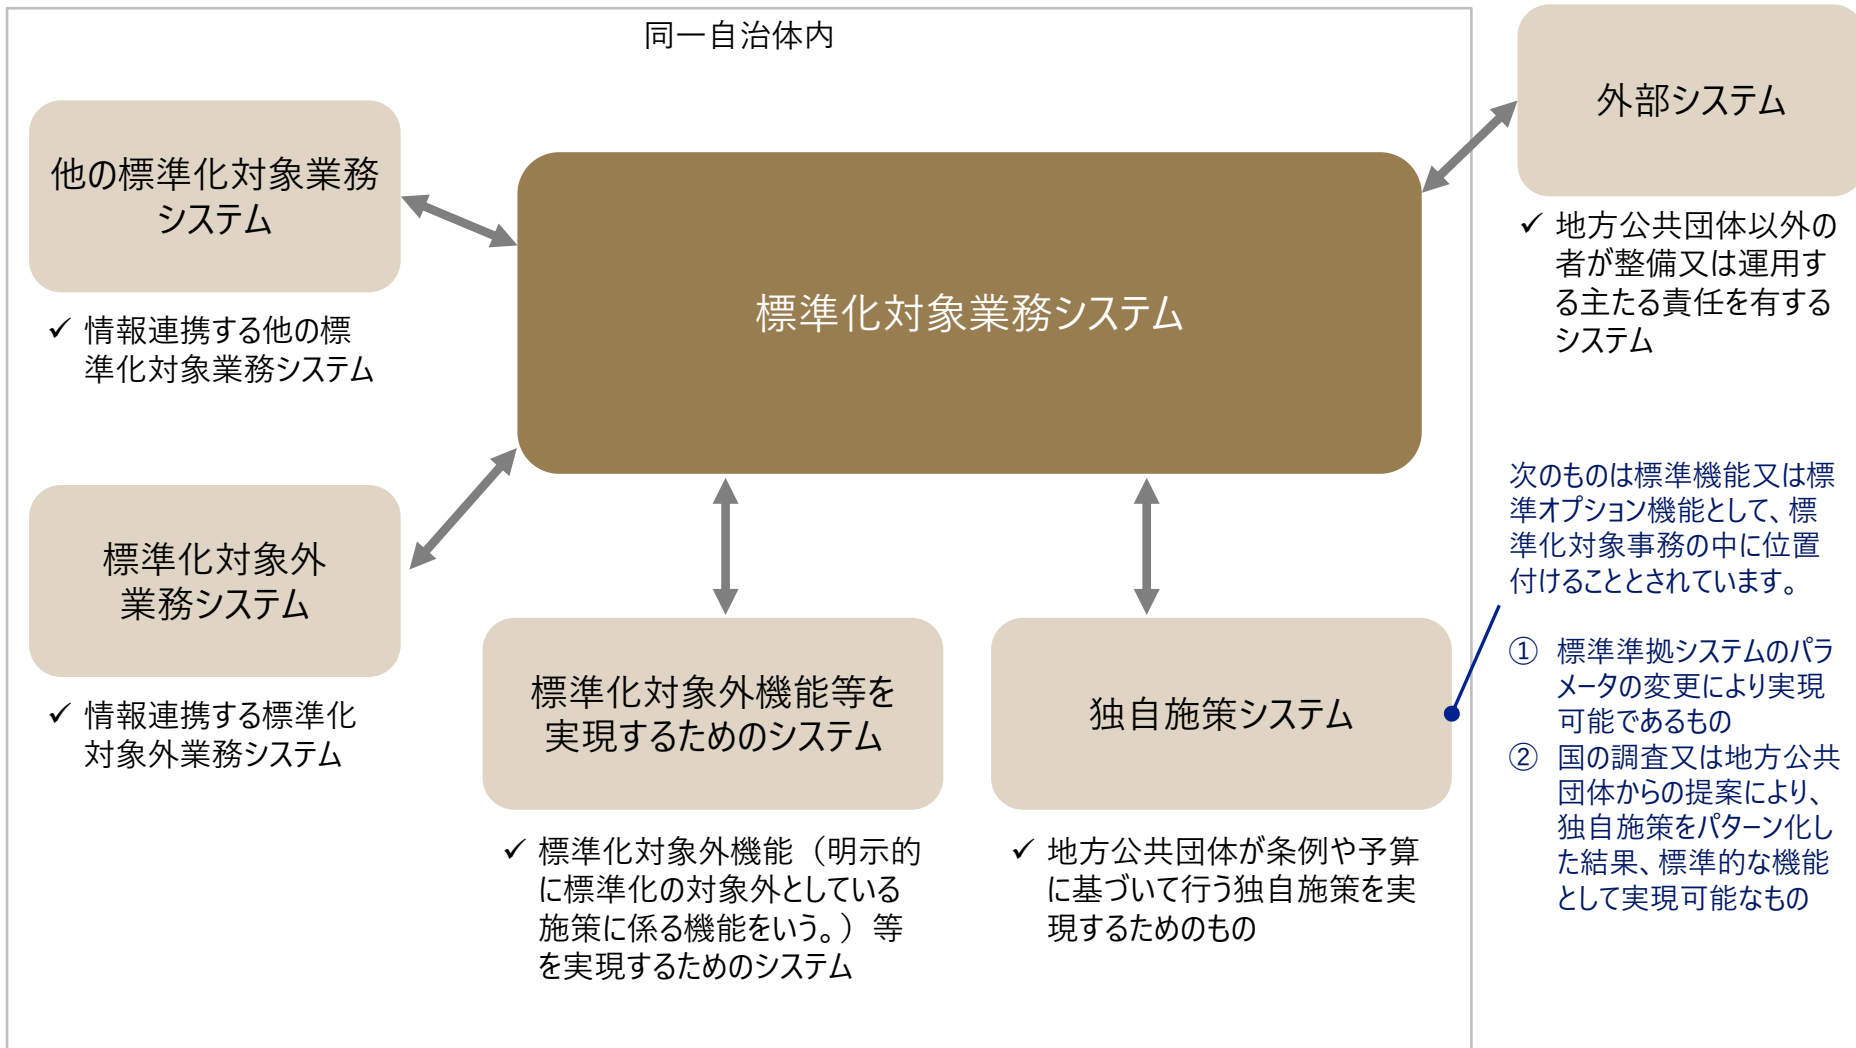 同一自治体内
他の標準化対象業務
システム
✓ 情報連携する他の標
準化対象業務システム
標準化対象外
業務システム
✓ 情報連携する標準化
対象外業務システム
標準化対象業務システム
標準化対象外機能等を
実現するためのシステム
✓ 標準化対象外機能（明示的
に標準化の対象外としている
施策に係る機能をいう。）等
を実現するためのシステム
独自施策システム
✓ 地方公共団体が条例や予算
に基づいて行う独自施策を実
現するためのもの
外部システム
✓ 地方公共団体以外の
者が整備又は運用す
る主たる責任を有する
システム
次のものは標準機能又は標
準オプション機能として、標
準化対象事務の中に位置
付けることとされています。
① 標準準拠システムのパラ
メータの変更により実現
可能であるもの
② 国の調査又は地方公共
団体からの提案により、
独自施策をパターン化し
た結果、標準的な機能
として実現可能なもの